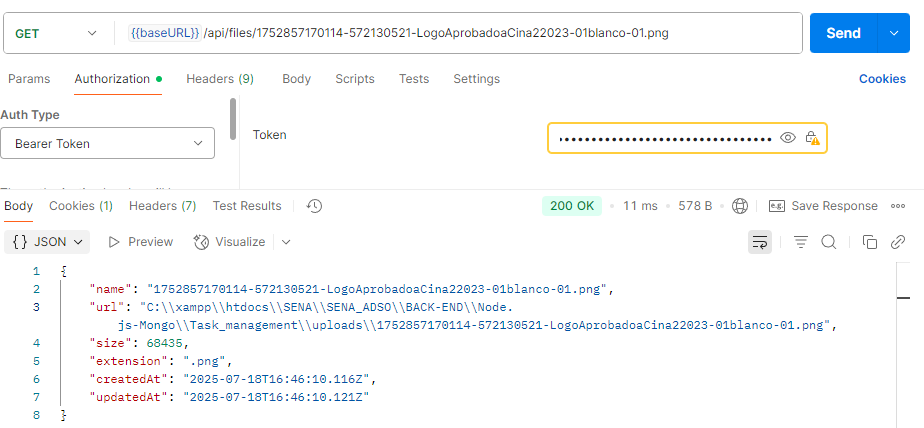 GET {{baseURL}} /api/files/1752857170114-572130521-LogoAprobadoaCina22023-01blanco-01.png Send
Params Authorization Headers (9) Body Scripts Tests Settings Cookies
Auth Type
Bearer Token
Token
Body Cookies (1) Headers (7) Test Results 200 OK 11 ms 578 B e.g. Save Response
{} JSON Preview Visualize
1 {
2 "name": "1752857170114-572130521-LogoAprobadoaCina22023-01blanco-01.png",
3 "url": "C:\\xampp\\htdocs\\SENA\\SENA_ADSO\\BACK-END\\Node.
js-Mongo\\Task_management\\uploads\\1752857170114-572130521-LogoAprobadoaCina22023-01blanco-01.png",
4 "size": 68435,
5 "extension": ".png",
6 "createdAt": "2025-07-18T16:46:10.116Z",
7 "updatedAt": "2025-07-18T16:46:10.121Z"
8 }